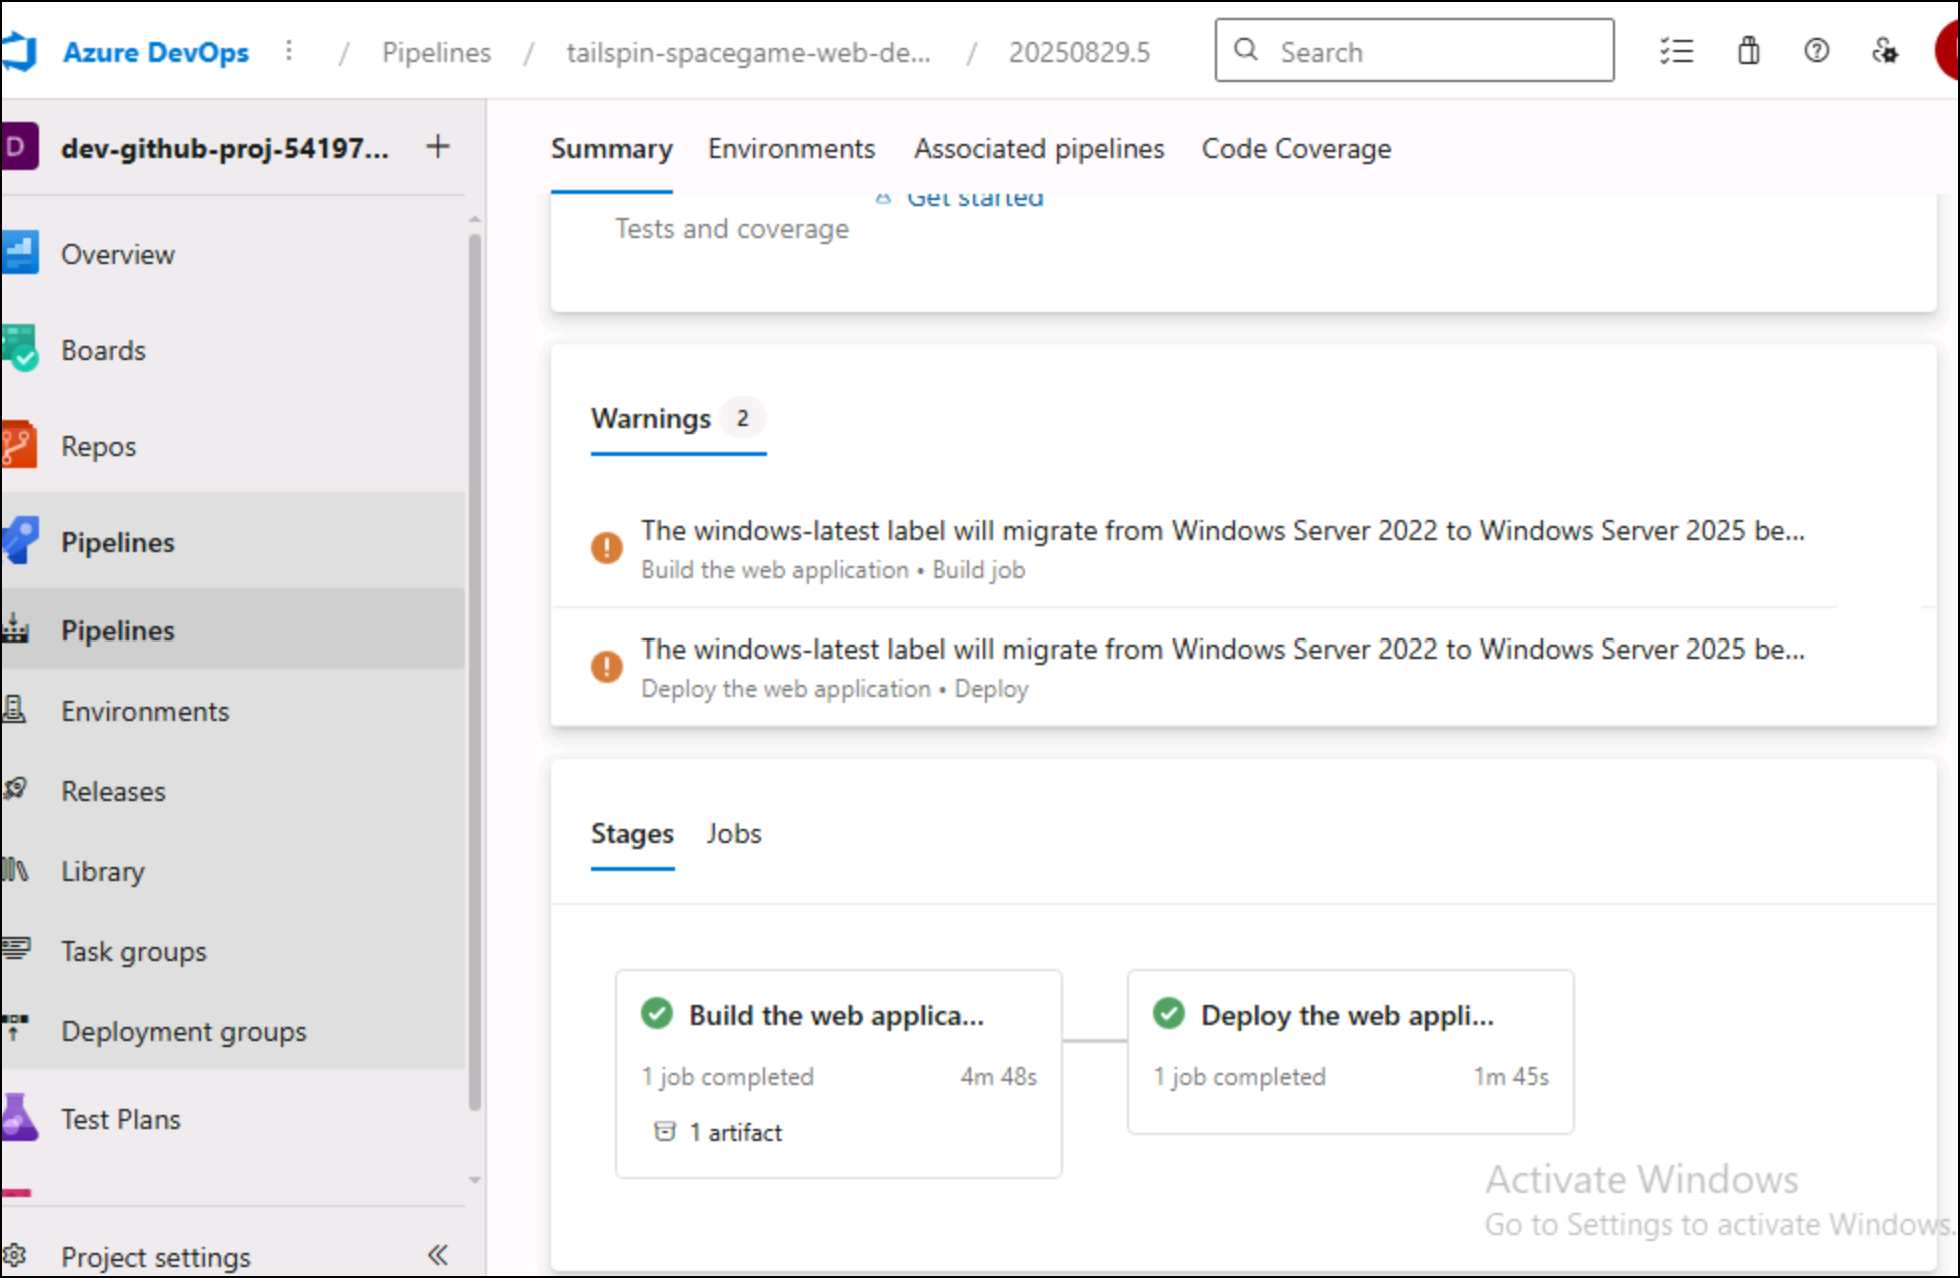 Azure DevOps / Pipelines / tailspin-spacegame-web-de... / 20250829.5 Search
D dev-github-proj-54197... +
Overview
Boards
Repos
Pipelines
Pipelines
Environments
Releases
Library
Task groups
Deployment groups
Test Plans
Project settings
Summary Environments Associated pipelines Code Coverage
Get started
Tests and coverage
Warnings 2
The windows-latest label will migrate from Windows Server 2022 to Windows Server 2025 be...
Build the web application • Build job
The windows-latest label will migrate from Windows Server 2022 to Windows Server 2025 be...
Deploy the web application • Deploy
Stages Jobs
Build the web applica...
1 job completed 4m 48s
1 artifact
Deploy the web appli...
1 job completed 1m 45s
Activate Windows
Go to Settings to activate Windows.